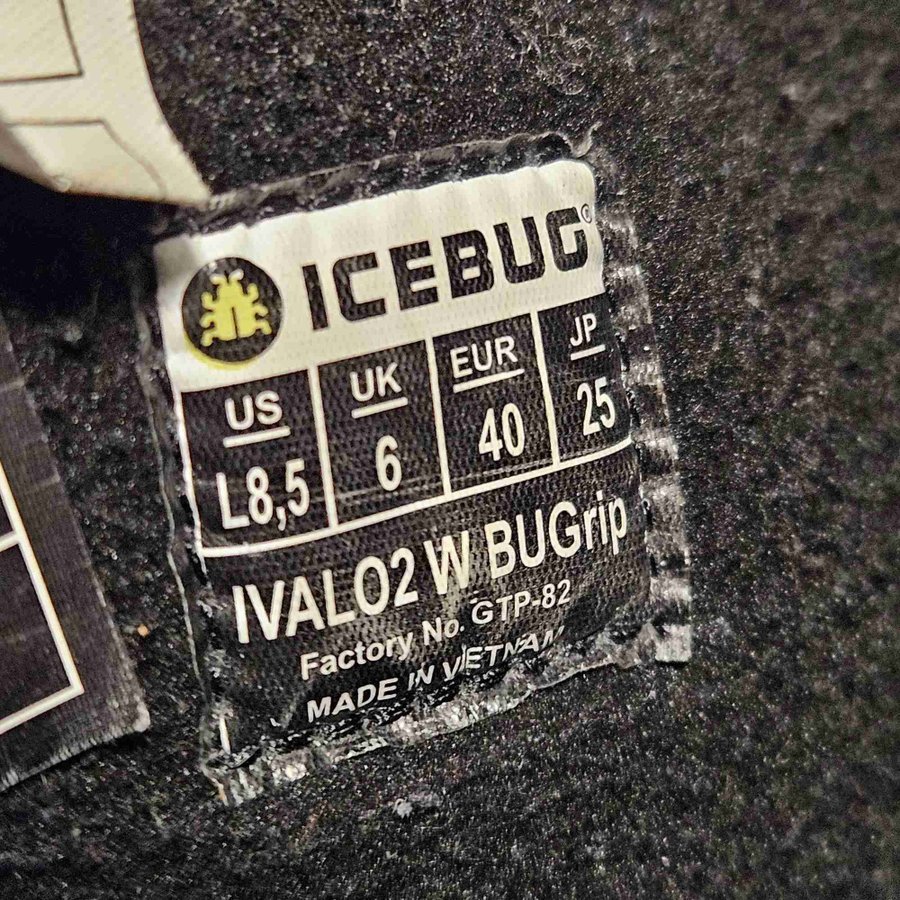 ICEBUG®
US UK EUR JP
L8,5 6 40 25
IVALO2 W BUGrip
Factory No. GTP-82
MADE IN VIETNAM